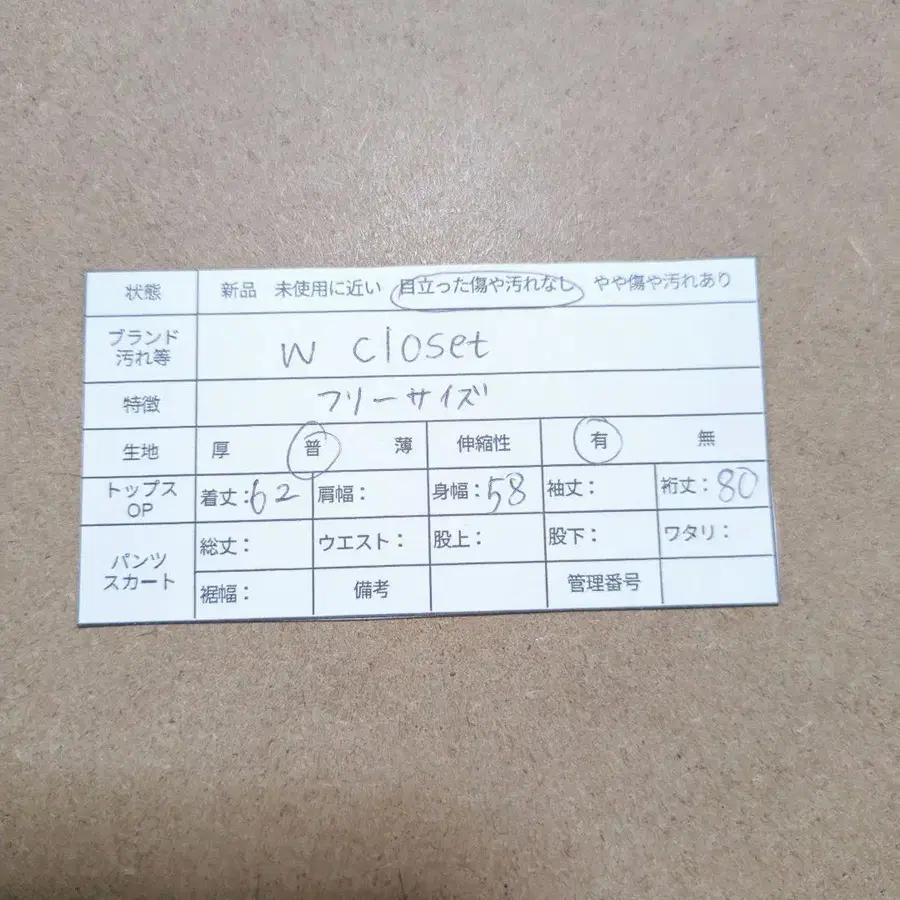 状態 新品 未使用に近い 目立った傷や汚れなし やや傷や汚れあり
ブランド
汚れ等 w closet
特徴 フリーサイズ
生地 厚 普 薄 伸縮性 有 無
トップス
OP 着丈:62 肩幅: 身幅:58 袖丈: 裄丈:80
パンツ
スカート 総丈: ウエスト: 股上: 股下: ワタリ:
裾幅: 備考 管理番号